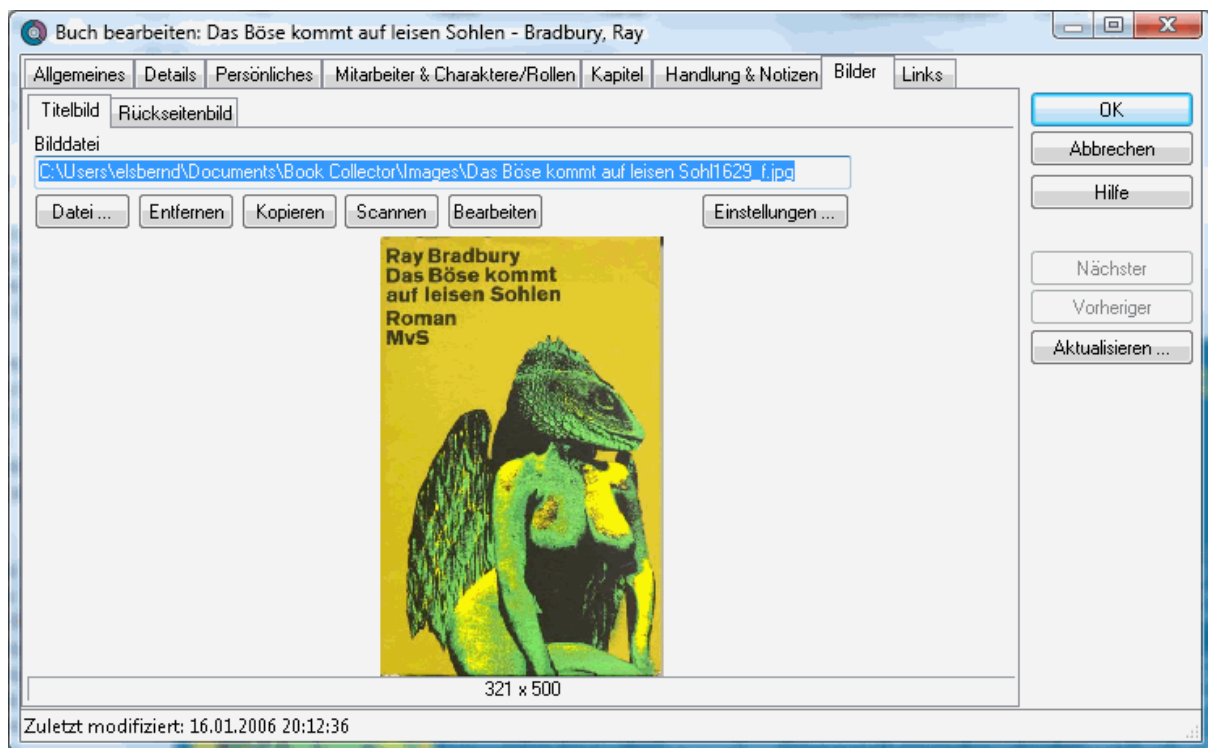 Buch bearbeiten: Das Böse kommt auf leisen Sohlen - Bradbury, Ray
Allgemeines Details Persönliches Mitarbeiter & Charaktere/Rollen Kapitel Handlung & Notizen Bilder Links
Titelbild Rückseitenbild
Bilddatei
C:\Users\elsbernd\Documents\Book Collector\Images\Das Böse kommt auf leisen Sohl1629_f.jpg
Datei ... Entfernen Kopieren Scannen Bearbeiten Einstellungen ...
Ray Bradbury
Das Böse kommt
auf leisen Sohlen
Roman
MvS
321 x 500
OK
Abbrechen
Hilfe
Nächster
Vorheriger
Aktualisieren ...
Zuletzt modifiziert: 16.01.2006 20:12:36